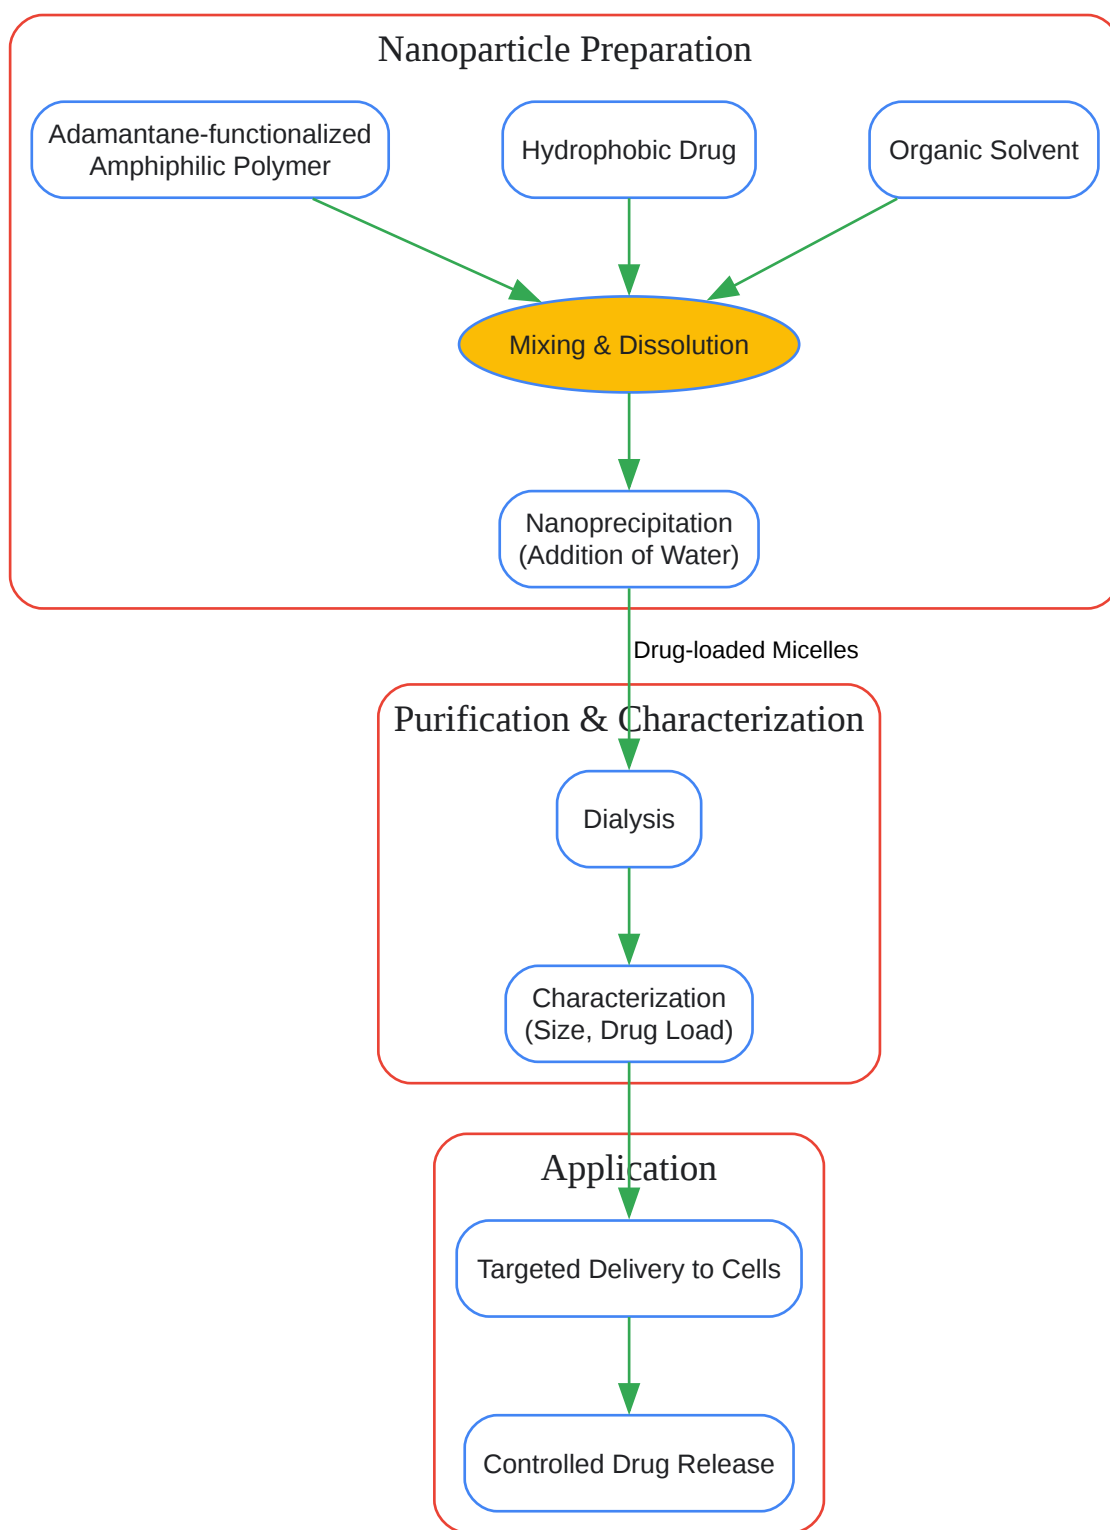 Nanoparticle Preparation
Adamantane-functionalized
Amphiphilic Polymer
Hydrophobic Drug
Organic Solvent
Mixing & Dissolution
Nanoprecipitation
(Addition of Water)
Drug-loaded Micelles
Purification & Characterization
Dialysis
Characterization
(Size, Drug Load)
Application
Targeted Delivery to Cells
Controlled Drug Release